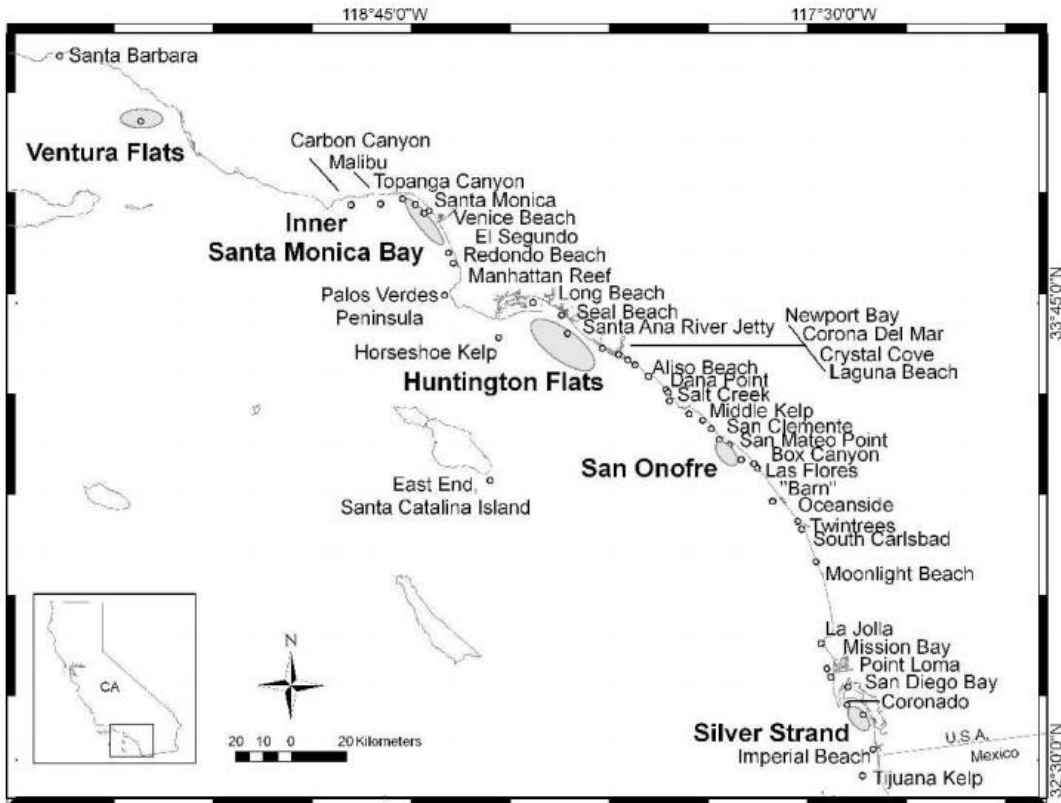 118°45'0"W
117°30'0"W
Santa Barbara
Ventura Flats
Carbon Canyon
Malibu
Topanga Canyon
Santa Monica
Inner
Santa Monica Bay
Venice Beach
El Segundo
Redondo Beach
Manhattan Reef
Palos Verdes
Peninsula
Long Beach
Seal Beach
Santa Ana River Jetty
33°45'0"N
Newport Bay
Corona Del Mar
Crystal Cove
Laguna Beach
Horseshoe Kelp
Huntington Flats
Aliso Beach
Dana Point
Salt Creek
Middle Kelp
San Clemente
San Mateo Point
San Onofre
Box Canyon
Las Flores
"Barn"
East End,
Santa Catalina Island
Oceanside
Twintrees
South Carlsbad
Moonlight Beach
La Jolla
Mission Bay
Point Loma
San Diego Bay
Coronado
Silver Strand
Imperial Beach
U.S.A.
Mexico
Tijuana Kelp
32°30'0"N
CA
N
20 10 0 20 Kilometers